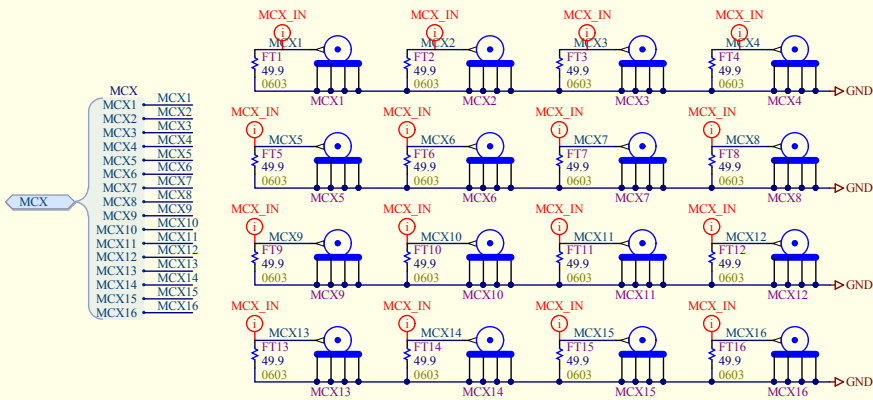 MCX
MCX
MCX1 MCX1
MCX2 MCX2
MCX3 MCX3
MCX4 MCX4
MCX5 MCX5
MCX6 MCX6
MCX7 MCX7
MCX8 MCX8
MCX9 MCX9
MCX10 MCX10
MCX11 MCX11
MCX12 MCX12
MCX13 MCX13
MCX14 MCX14
MCX15 MCX15
MCX16 MCX16
MCX_IN MCX_IN MCX_IN MCX_IN
i i i i
MCX1 MCX2 MCX3 MCX4
FT1 FT2 FT3 FT4
49.9 49.9 49.9 49.9
0603 0603 0603 0603 GND
MCX1 MCX2 MCX3 MCX4
MCX_IN MCX_IN MCX_IN MCX_IN
i i i i
MCX5 MCX6 MCX7 MCX8
FT5 FT6 FT7 FT8
49.9 49.9 49.9 49.9
0603 0603 0603 0603 GND
MCX5 MCX6 MCX7 MCX8
MCX_IN MCX_IN MCX_IN MCX_IN
i i i i
MCX9 MCX10 MCX11 MCX12
FT9 FT10 FT11 FT12
49.9 49.9 49.9 49.9
0603 0603 0603 0603 GND
MCX9 MCX10 MCX11 MCX12
MCX_IN MCX_IN MCX_IN MCX_IN
i i i i
MCX13 MCX14 MCX15 MCX16
FT13 FT14 FT15 FT16
49.9 49.9 49.9 49.9
0603 0603 0603 0603 GND
MCX13 MCX14 MCX15 MCX16